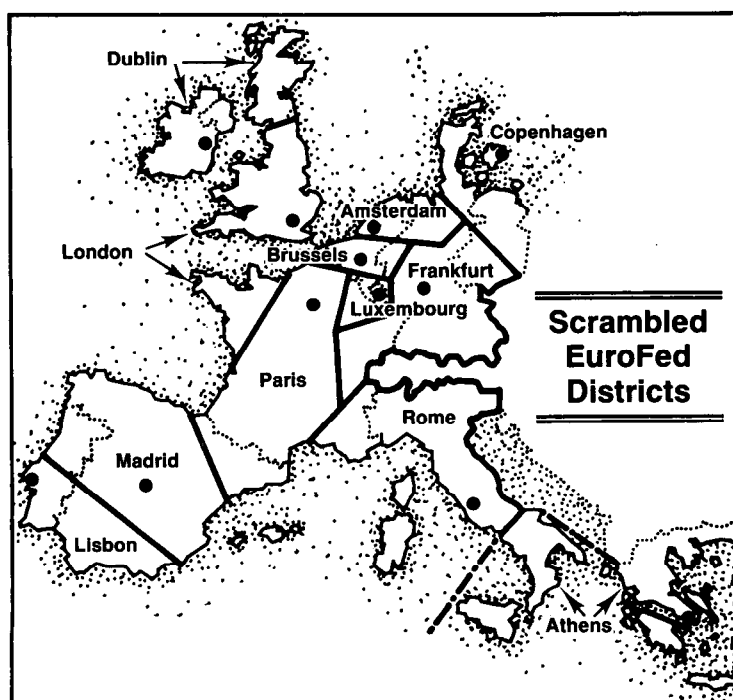 Dublin
Copenhagen
Amsterdam
London
Brussels
Frankfurt
Luxembourg
Scrambled
EuroFed
Districts
Paris
Rome
Madrid
Lisbon
Athens